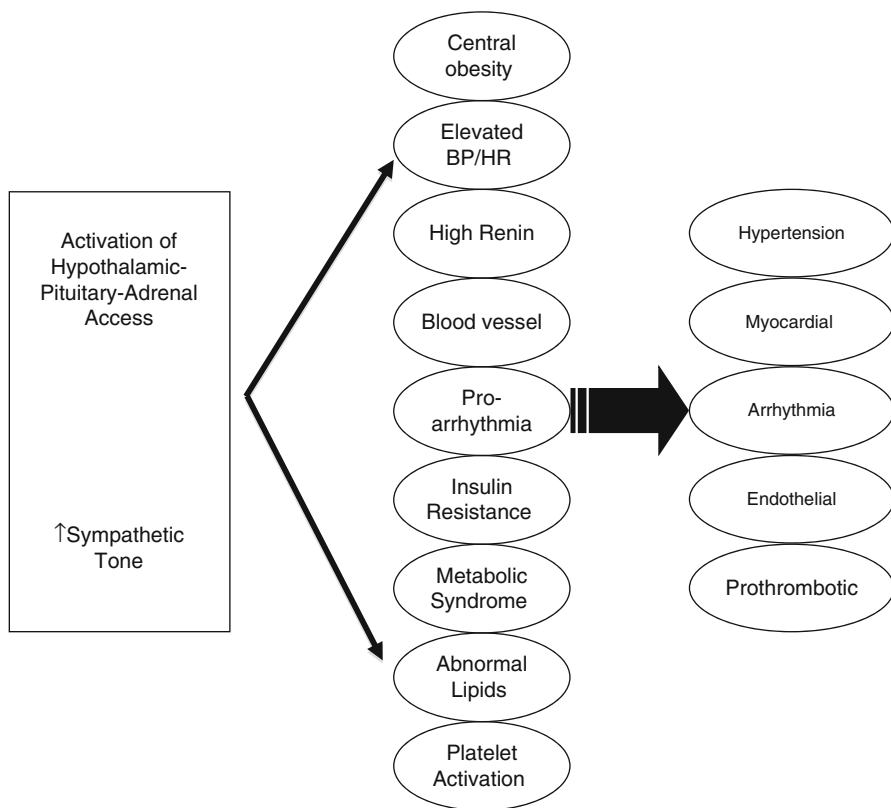 Activation of
Hypothalamic-
Pituitary-Adrenal
Access
↑Sympathetic
Tone
Central
obesity
Elevated
BP/HR
High Renin
Blood vessel
Pro-
arrhythmia
Insulin
Resistance
Metabolic
Syndrome
Abnormal
Lipids
Platelet
Activation
Hypertension
Myocardial
Arrhythmia
Endothelial
Prothrombotic